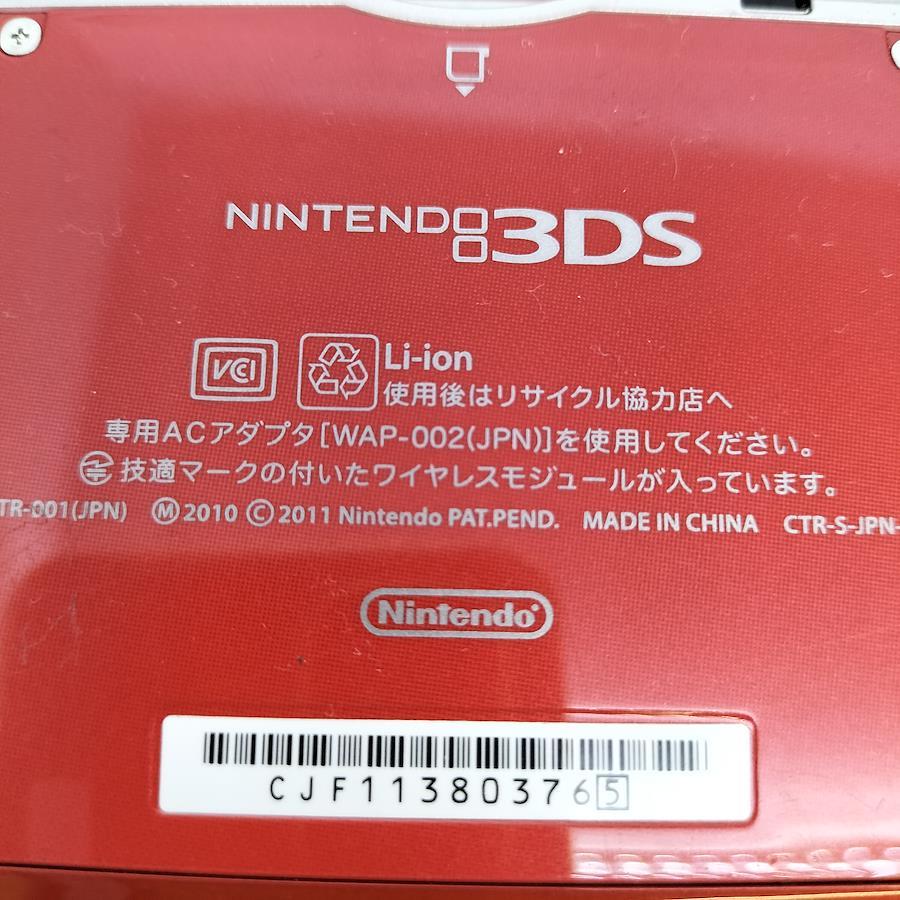 NINTENDO 3DS
VCCI
Li-ion
使用後はリサイクル協力店へ
専用ACアダプタ[WAP-002(JPN)]を使用してください。
技適マークの付いたワイヤレスモジュールが入っています。
TR-001(JPN) Ⓜ2010 ©2011 Nintendo PAT.PEND. MADE IN CHINA CTR-S-JPN-
Nintendo®
CJF113803765